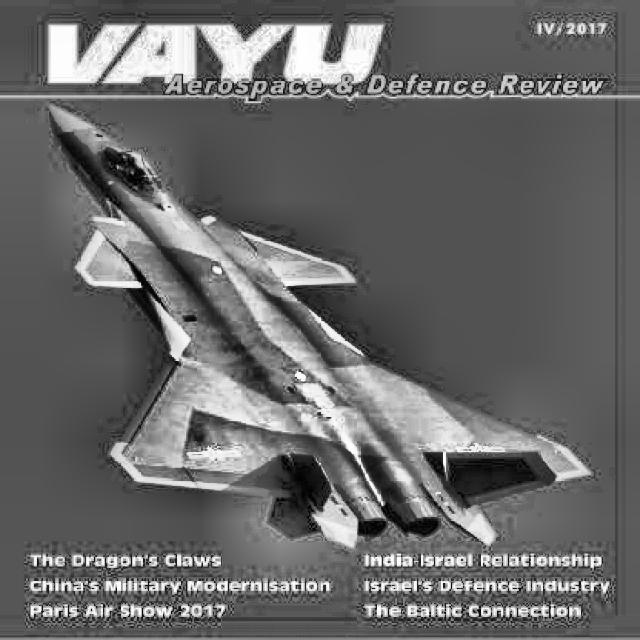 VAYU
IV/2017
Aerospace & Defence Review
The Dragon's Claws
China's Military Modernisation
Paris Air Show 2017
India-Israel Relationship
Israel's Defence Industry
The Baltic Connection